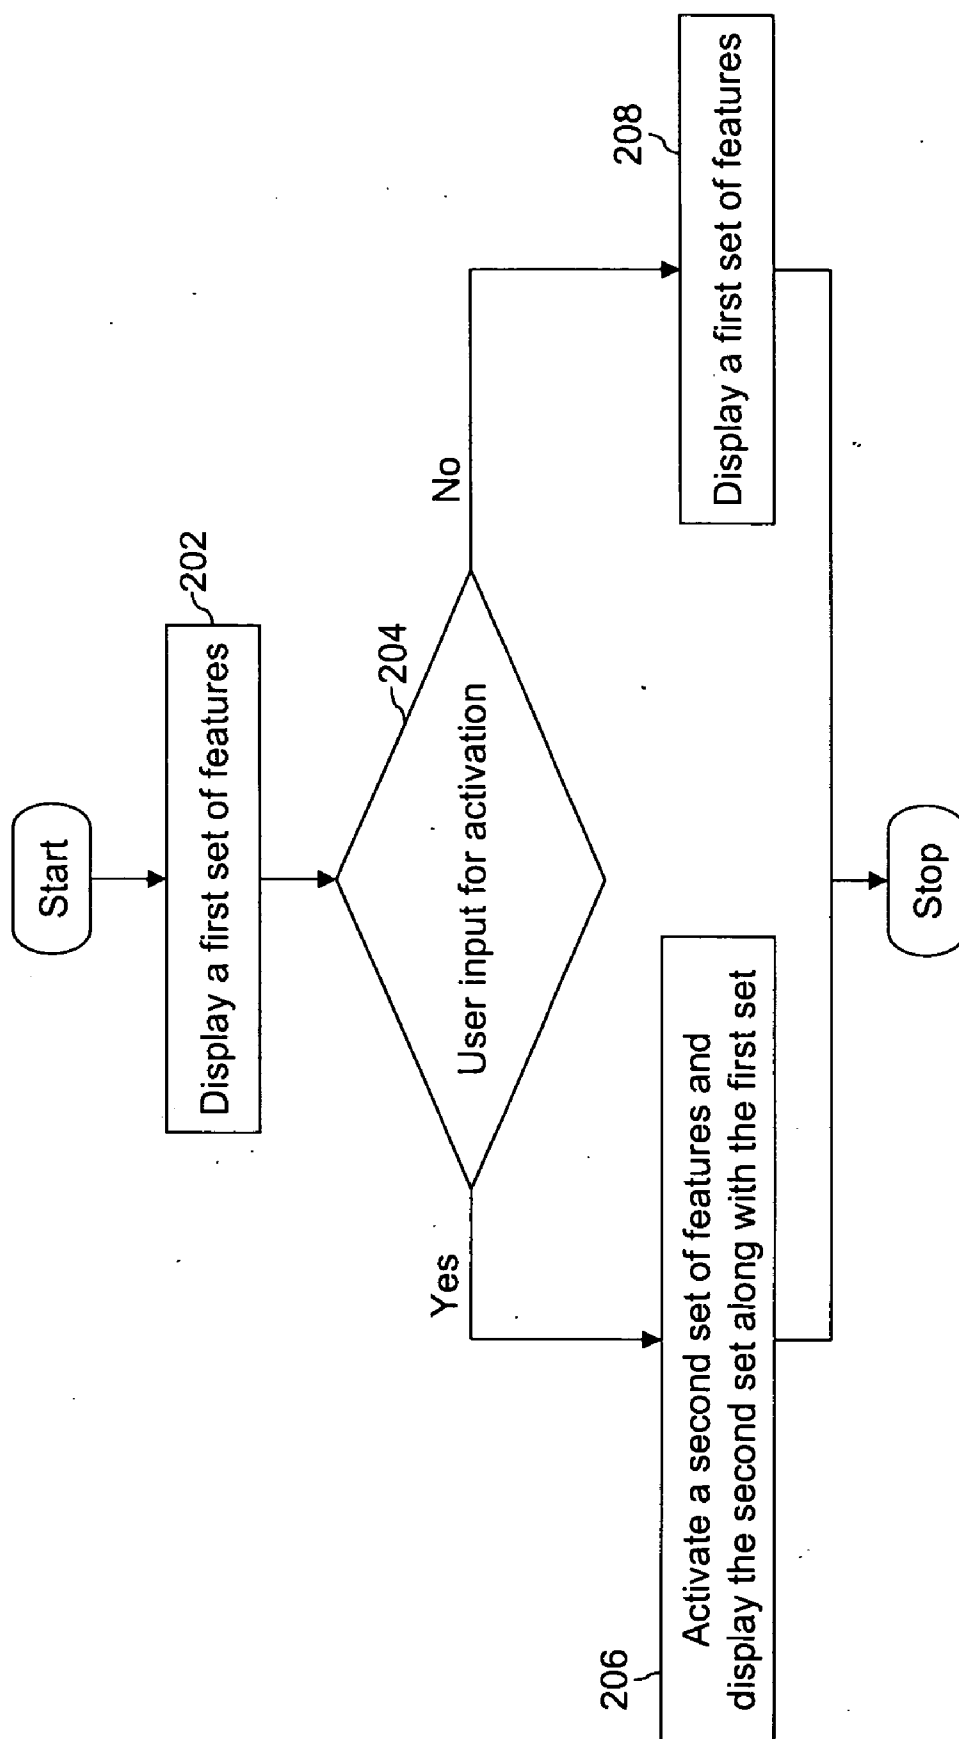 Start
202
Display a first set of features
204
User input for activation
Yes
No
206
Activate a second set of features and
display the second set along with the first set
208
Display a first set of features
Stop